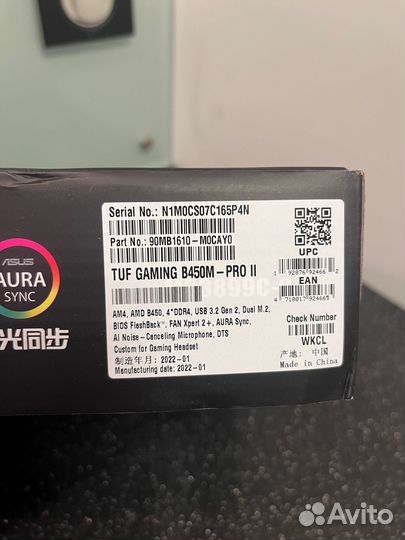 Serial No.: N1M0CS07C165P4N
Part No.: 90MB1610-M0CAY0
UPC
TUF GAMING B450M-PRO II
EAN
AM4, AMD B450, 4*DDR4, USB 3.2 Gen 2, Dual M.2,
BIOS FlashBack™, FAN Xpert 2+, AURA Sync,
AI Noise-Canceling Microphone, DTS
Custom for Gaming Headset
制造年月: 2022-01
Manufacturing date: 2022-01
Check Number
WKCL
产地: 中国
Made in China
ASUS
AURA
SYNC
光同步
Avito